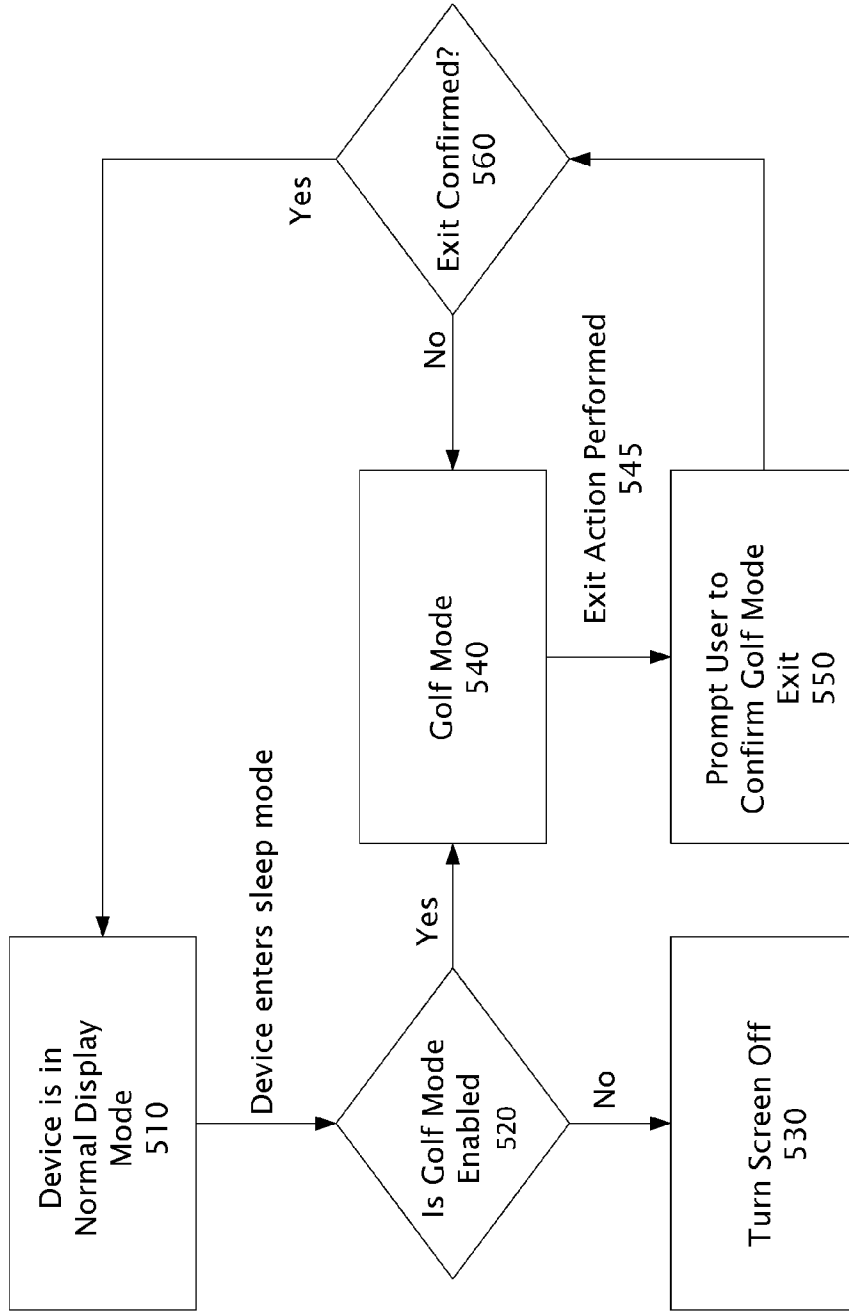 Device is in
Normal Display
Mode
510
Device enters sleep mode
Is Golf Mode
Enabled
520
Yes
No
Turn Screen Off
530
Golf Mode
540
Exit Action Performed
545
Prompt User to
Confirm Golf Mode
Exit
550
Exit Confirmed?
560
No
Yes